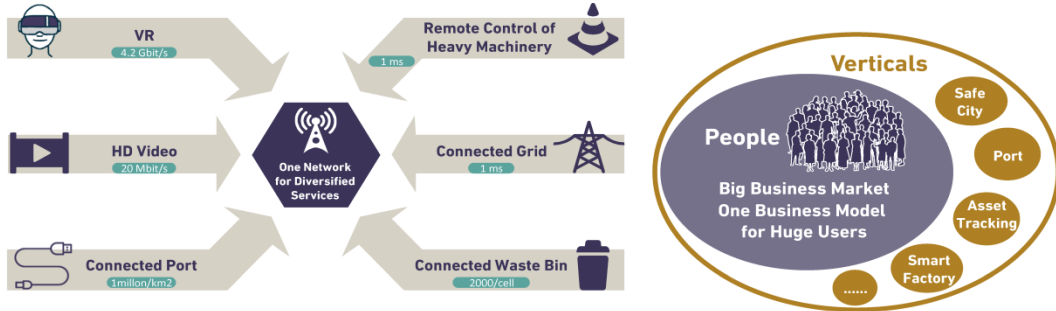 VR
4.2 Gbit/s
Remote Control of
Heavy Machinery
1 ms
HD Video
20 Mbit/s
One Network
for Diversified
Services
Connected Grid
1 ms
Connected Port
1millon/km2
Connected Waste Bin
2000/cell
Verticals
People
Big Business Market
One Business Model
for Huge Users
Safe
City
Port
Asset
Tracking
Smart
Factory
......